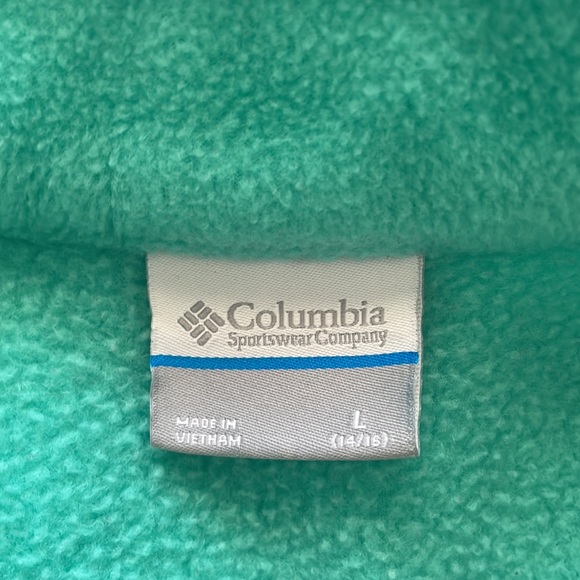 Columbia
Sportswear Company
MADE IN
VIETNAM
L
(14/16)